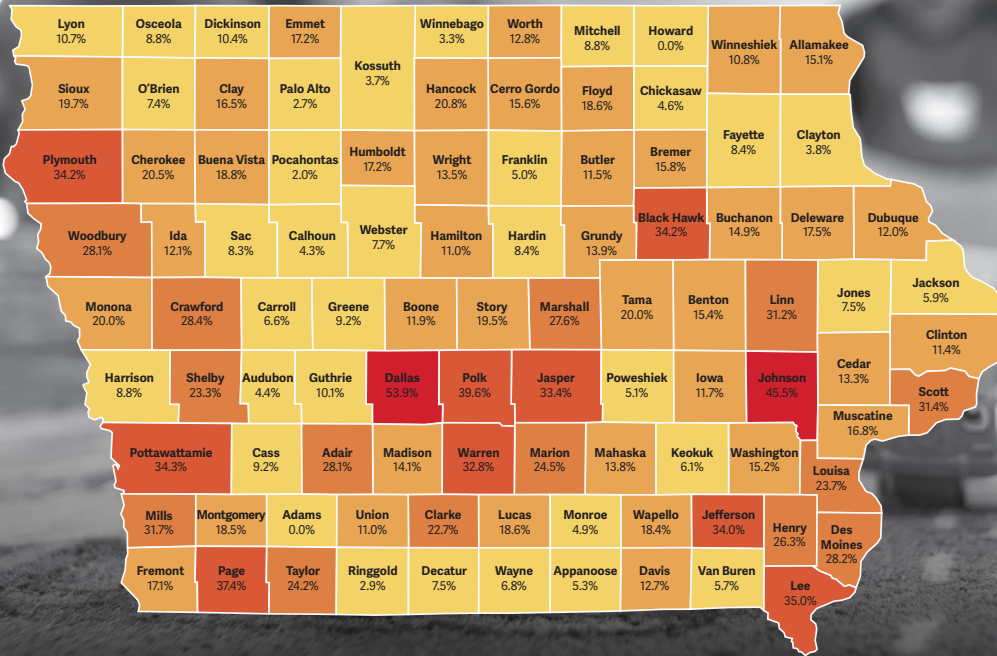 Lyon
10.7%
Osceola
8.8%
Dickinson
10.4%
Emmet
17.2%
Kossuth
3.7%
Winnebago
3.3%
Worth
12.8%
Mitchell
8.8%
Howard
0.0%
Winneshiek
10.8%
Allamakee
15.1%
Sioux
19.7%
O'Brien
7.4%
Clay
16.5%
Palo Alto
2.7%
Hancock
20.8%
Cerro Gordo
15.6%
Floyd
18.6%
Chickasaw
4.6%
Fayette
8.4%
Clayton
3.8%
Plymouth
34.2%
Cherokee
20.5%
Buena Vista
18.8%
Pocahontas
2.0%
Humboldt
17.2%
Wright
13.5%
Franklin
5.0%
Butler
11.5%
Bremer
15.8%
Woodbury
28.1%
Ida
12.1%
Sac
8.3%
Calhoun
4.3%
Webster
7.7%
Hamilton
11.0%
Hardin
8.4%
Grundy
13.9%
Black Hawk
34.2%
Buchanon
14.9%
Deleware
17.5%
Dubuque
12.0%
Monona
20.0%
Crawford
28.4%
Carroll
6.6%
Greene
9.2%
Boone
11.9%
Story
19.5%
Marshall
27.6%
Tama
20.0%
Benton
15.4%
Linn
31.2%
Jones
7.5%
Jackson
5.9%
Clinton
11.4%
Harrison
8.8%
Shelby
23.3%
Audubon
4.4%
Guthrie
10.1%
Dallas
53.9%
Polk
39.6%
Jasper
33.4%
Poweshiek
5.1%
Iowa
11.7%
Johnson
45.5%
Cedar
13.3%
Scott
31.4%
Muscatine
16.8%
Pottawattamie
34.3%
Cass
9.2%
Adair
28.1%
Madison
14.1%
Warren
32.8%
Marion
24.5%
Mahaska
13.8%
Keokuk
6.1%
Washington
15.2%
Louisa
23.7%
Mills
31.7%
Montgomery
18.5%
Adams
0.0%
Union
11.0%
Clarke
22.7%
Lucas
18.6%
Monroe
4.9%
Wapello
18.4%
Jefferson
34.0%
Henry
26.3%
Des
Moines
28.2%
Fremont
17.1%
Page
37.4%
Taylor
24.2%
Ringgold
2.9%
Decatur
7.5%
Wayne
6.8%
Appanoose
5.3%
Davis
12.7%
Van Buren
5.7%
Lee
35.0%